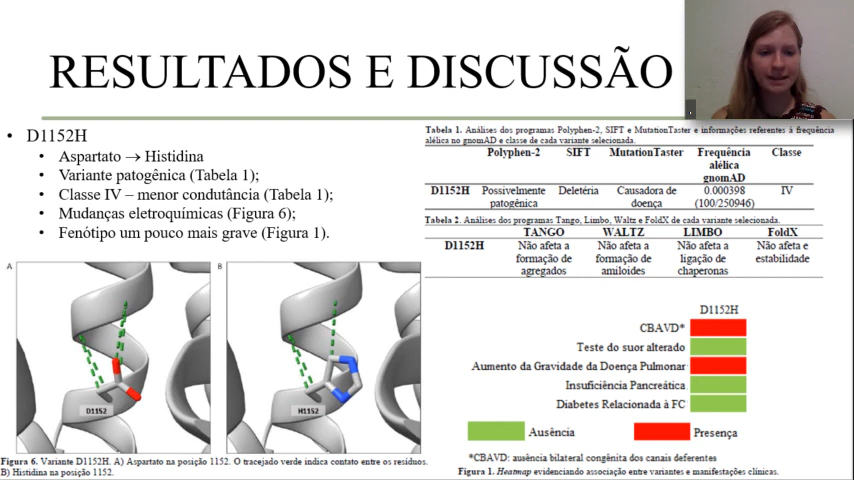 RESULTADOS E DISCUSSÃO
• D1152H
• Aspartato → Histidina
• Variante patogênica (Tabela 1);
• Classe IV – menor condutância (Tabela 1);
• Mudanças eletroquímicas (Figura 6);
• Fenótipo um pouco mais grave (Figura 1).
A
B
D1152
H1152
Figura 6. Variante D1152H. A) Aspartato na posição 1152. O tracejado verde indica contato entre os resíduos.
B) Histidina na posição 1152.
Tabela 1. Análises dos programas Polyphen-2, SIFT e MutationTaster e informações referentes à frequência
alélica no gnomAD e classe de cada variante selecionada.
Polyphen-2 SIFT MutationTaster Frequência Classe
alélica
gnomAD
D1152H Possivelmente Deletéria Causadora de 0.000398 IV
patogênica doença (100/250946)
Tabela 2. Análises dos programas Tango, Limbo, Waltz e FoldX de cada variante selecionada.
TANGO WALTZ LIMBO FoldX
D1152H Não afeta a Não afeta a Não afeta a Não afeta e
formação de formação de ligação de estabilidade
agregados amiloides chaperonas
D1152H
CBAVD*
Teste do suor alterado
Aumento da Gravidade da Doença Pulmonar
Insuficiência Pancreática
Diabetes Relacionada à FC
Ausência Presença
*CBAVD: ausência bilateral congênita dos canais deferentes
Figura 1. Heatmap evidenciando associação entre variantes e manifestações clínicas.